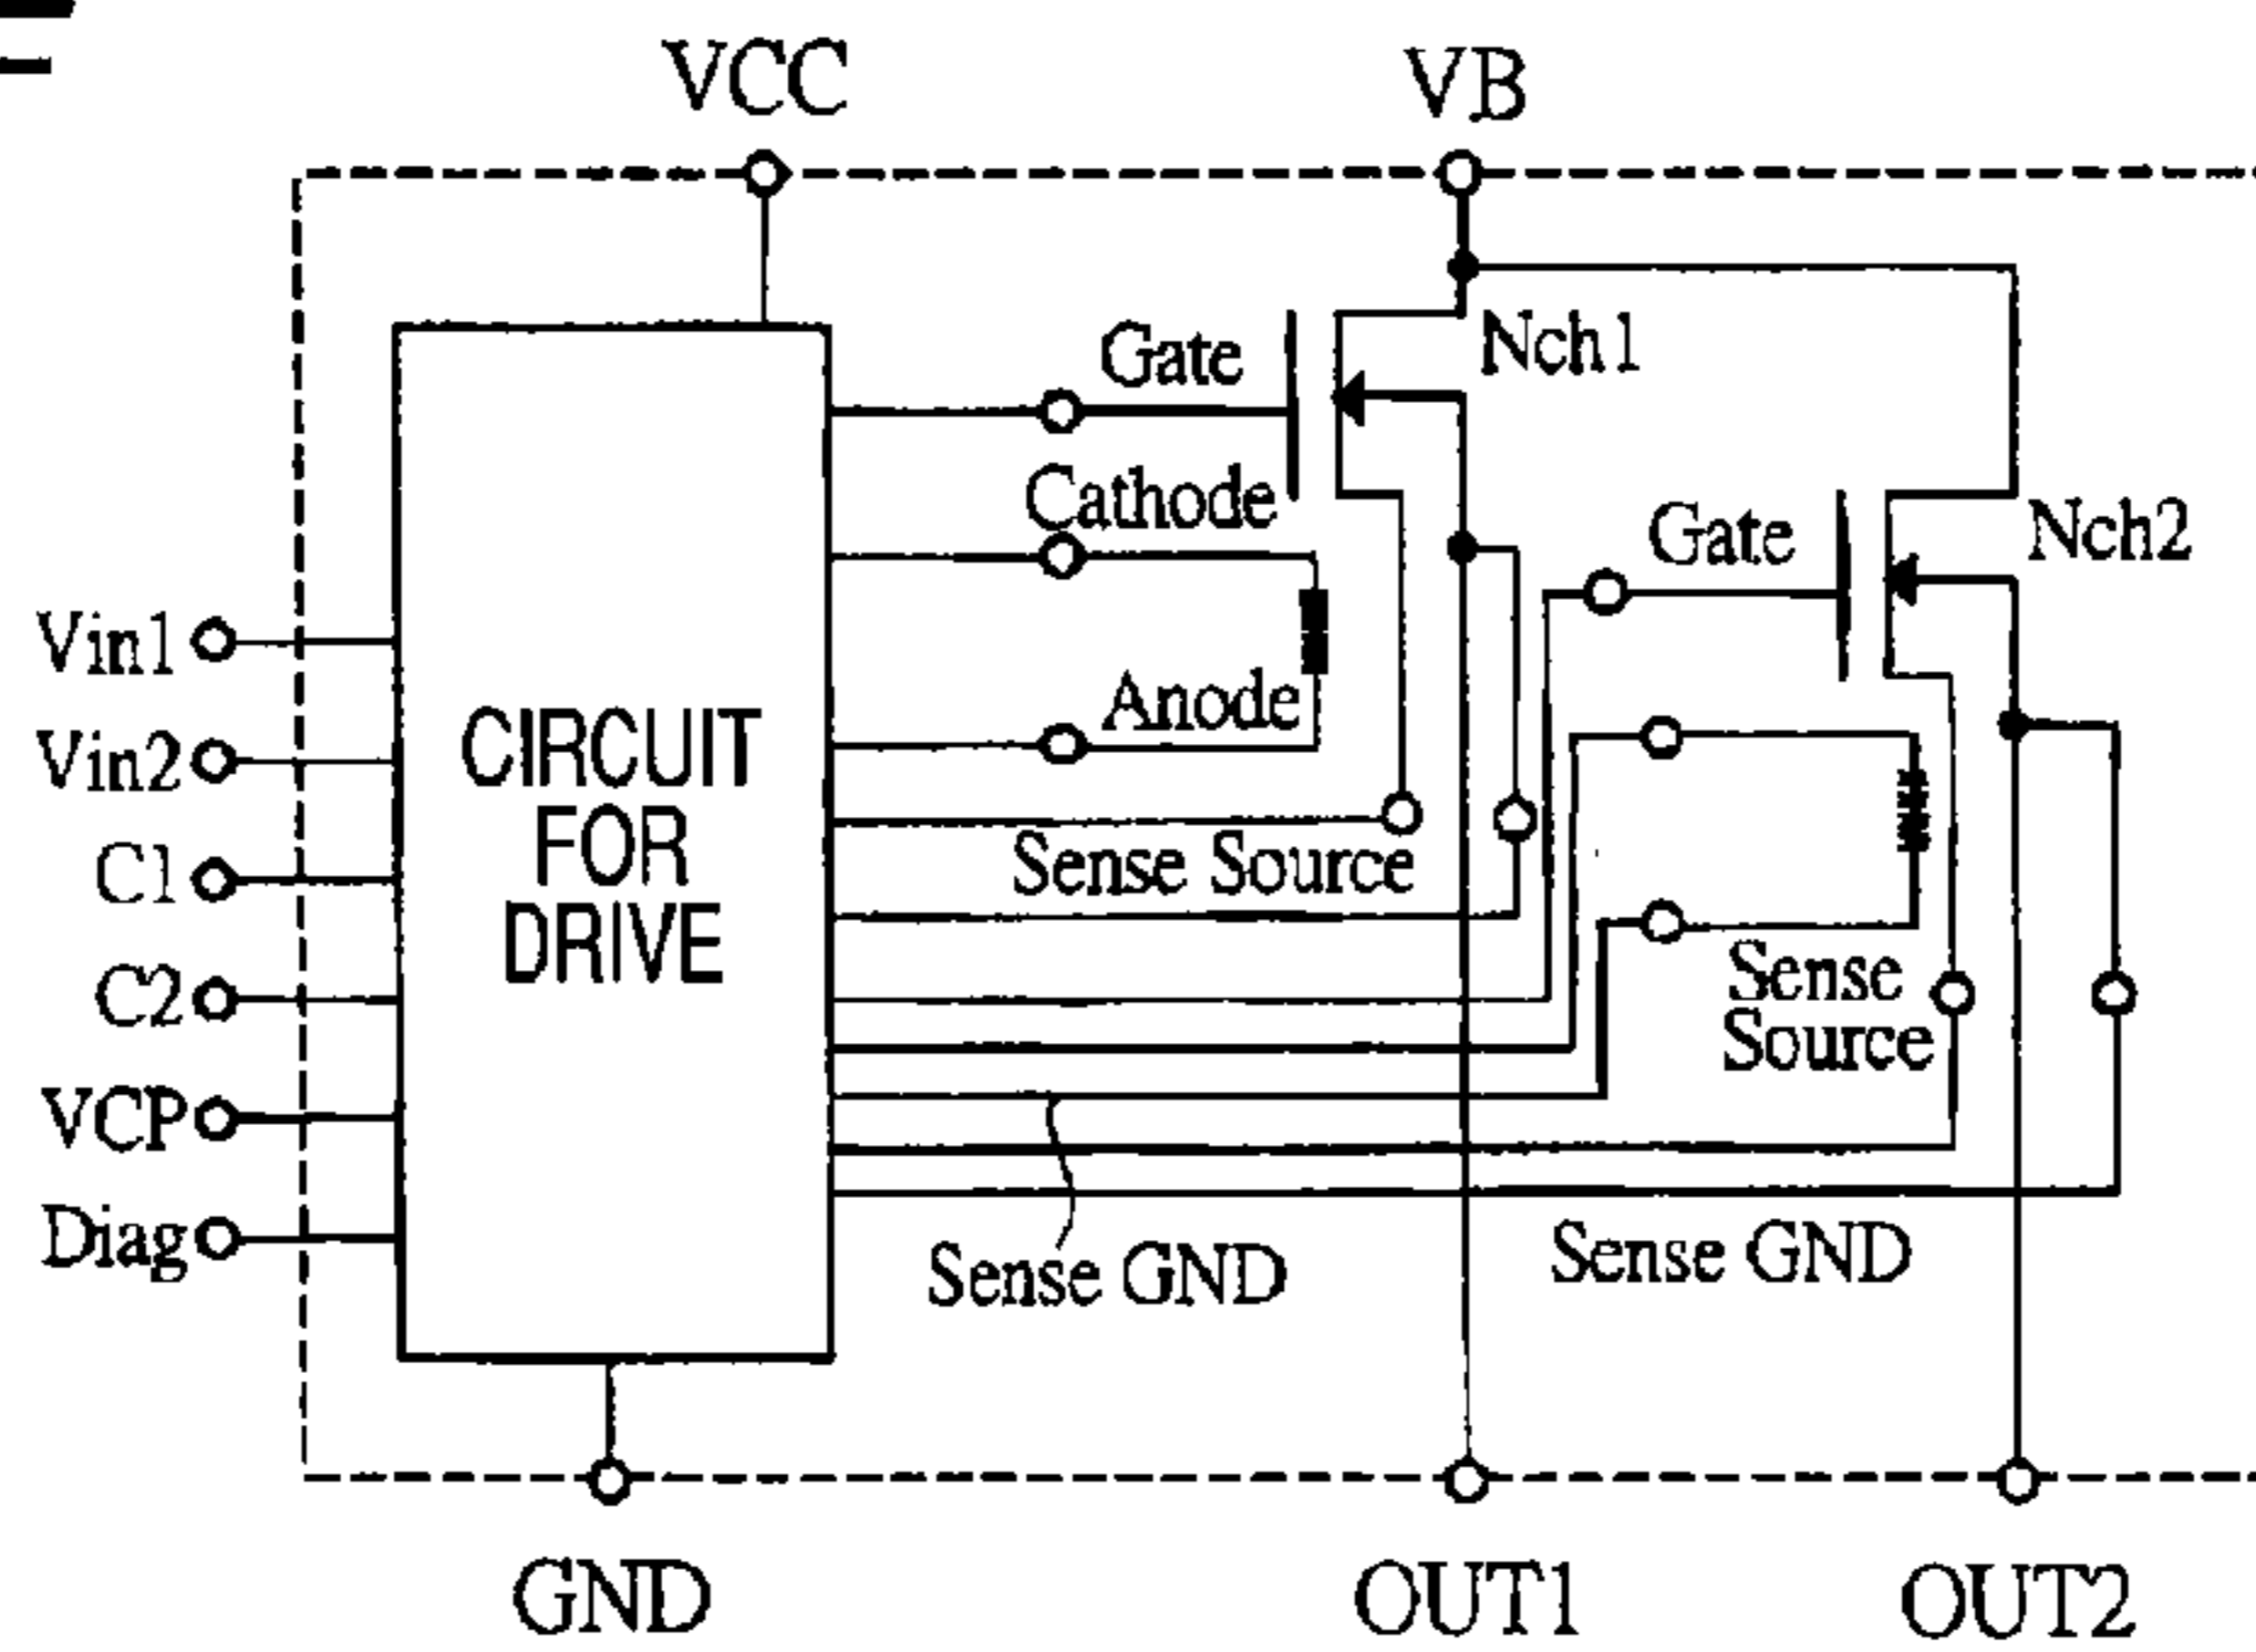 VCC
VB
Gate
Nch1
Cathode
Gate
Nch2
Vin1
Anode
Vin2
CIRCUIT
FOR
DRIVE
C1
Sense Source
C2
Sense
Source
VCP
Diag
Sense GND
Sense GND
GND
OUT1
OUT2